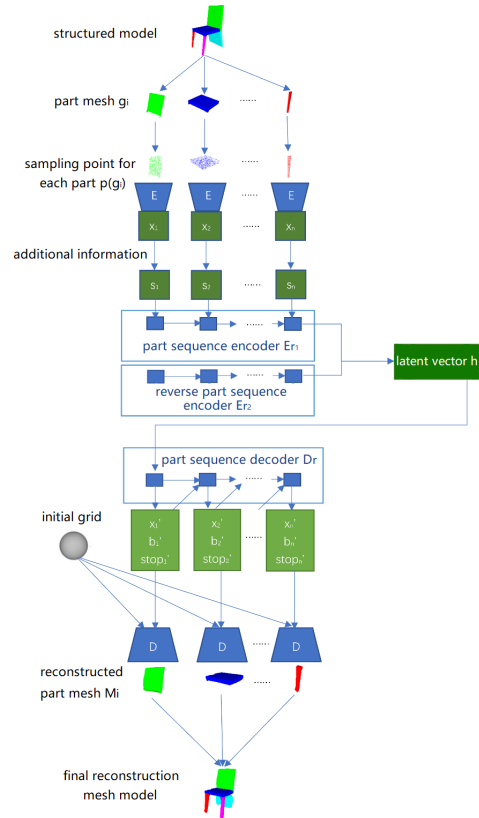 structured model
part mesh gᵢ
......
sampling point for
each part p(gᵢ)
......
E E ...... E
x₁ x₂ ...... xₙ
additional information
s₁ s₂ ...... sₙ
......
part sequence encoder Er₁
latent vector h
......
reverse part sequence
encoder Er₂
part sequence decoder Dr
......
initial grid
x₁' x₂' xₙ'
b₁' b₂' ...... bₙ'
stop₁' stop₂' stopₙ'
D D ...... D
reconstructed
part mesh Mᵢ
......
final reconstruction
mesh model